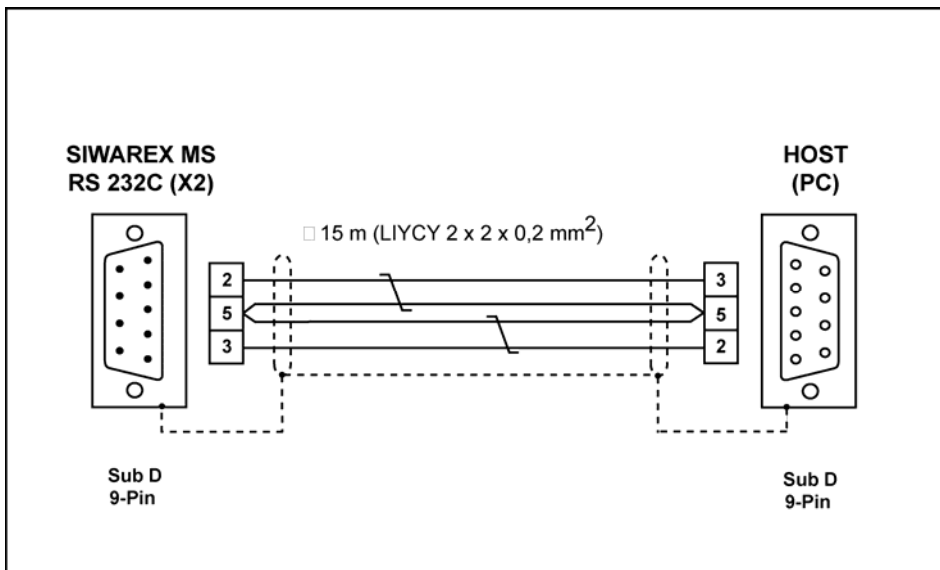 SIWAREX MS
RS 232C (X2)
HOST
(PC)
□ 15 m (LIYCY 2 x 2 x 0,2 mm²)
2
3
5
5
3
2
Sub D
9-Pin
Sub D
9-Pin